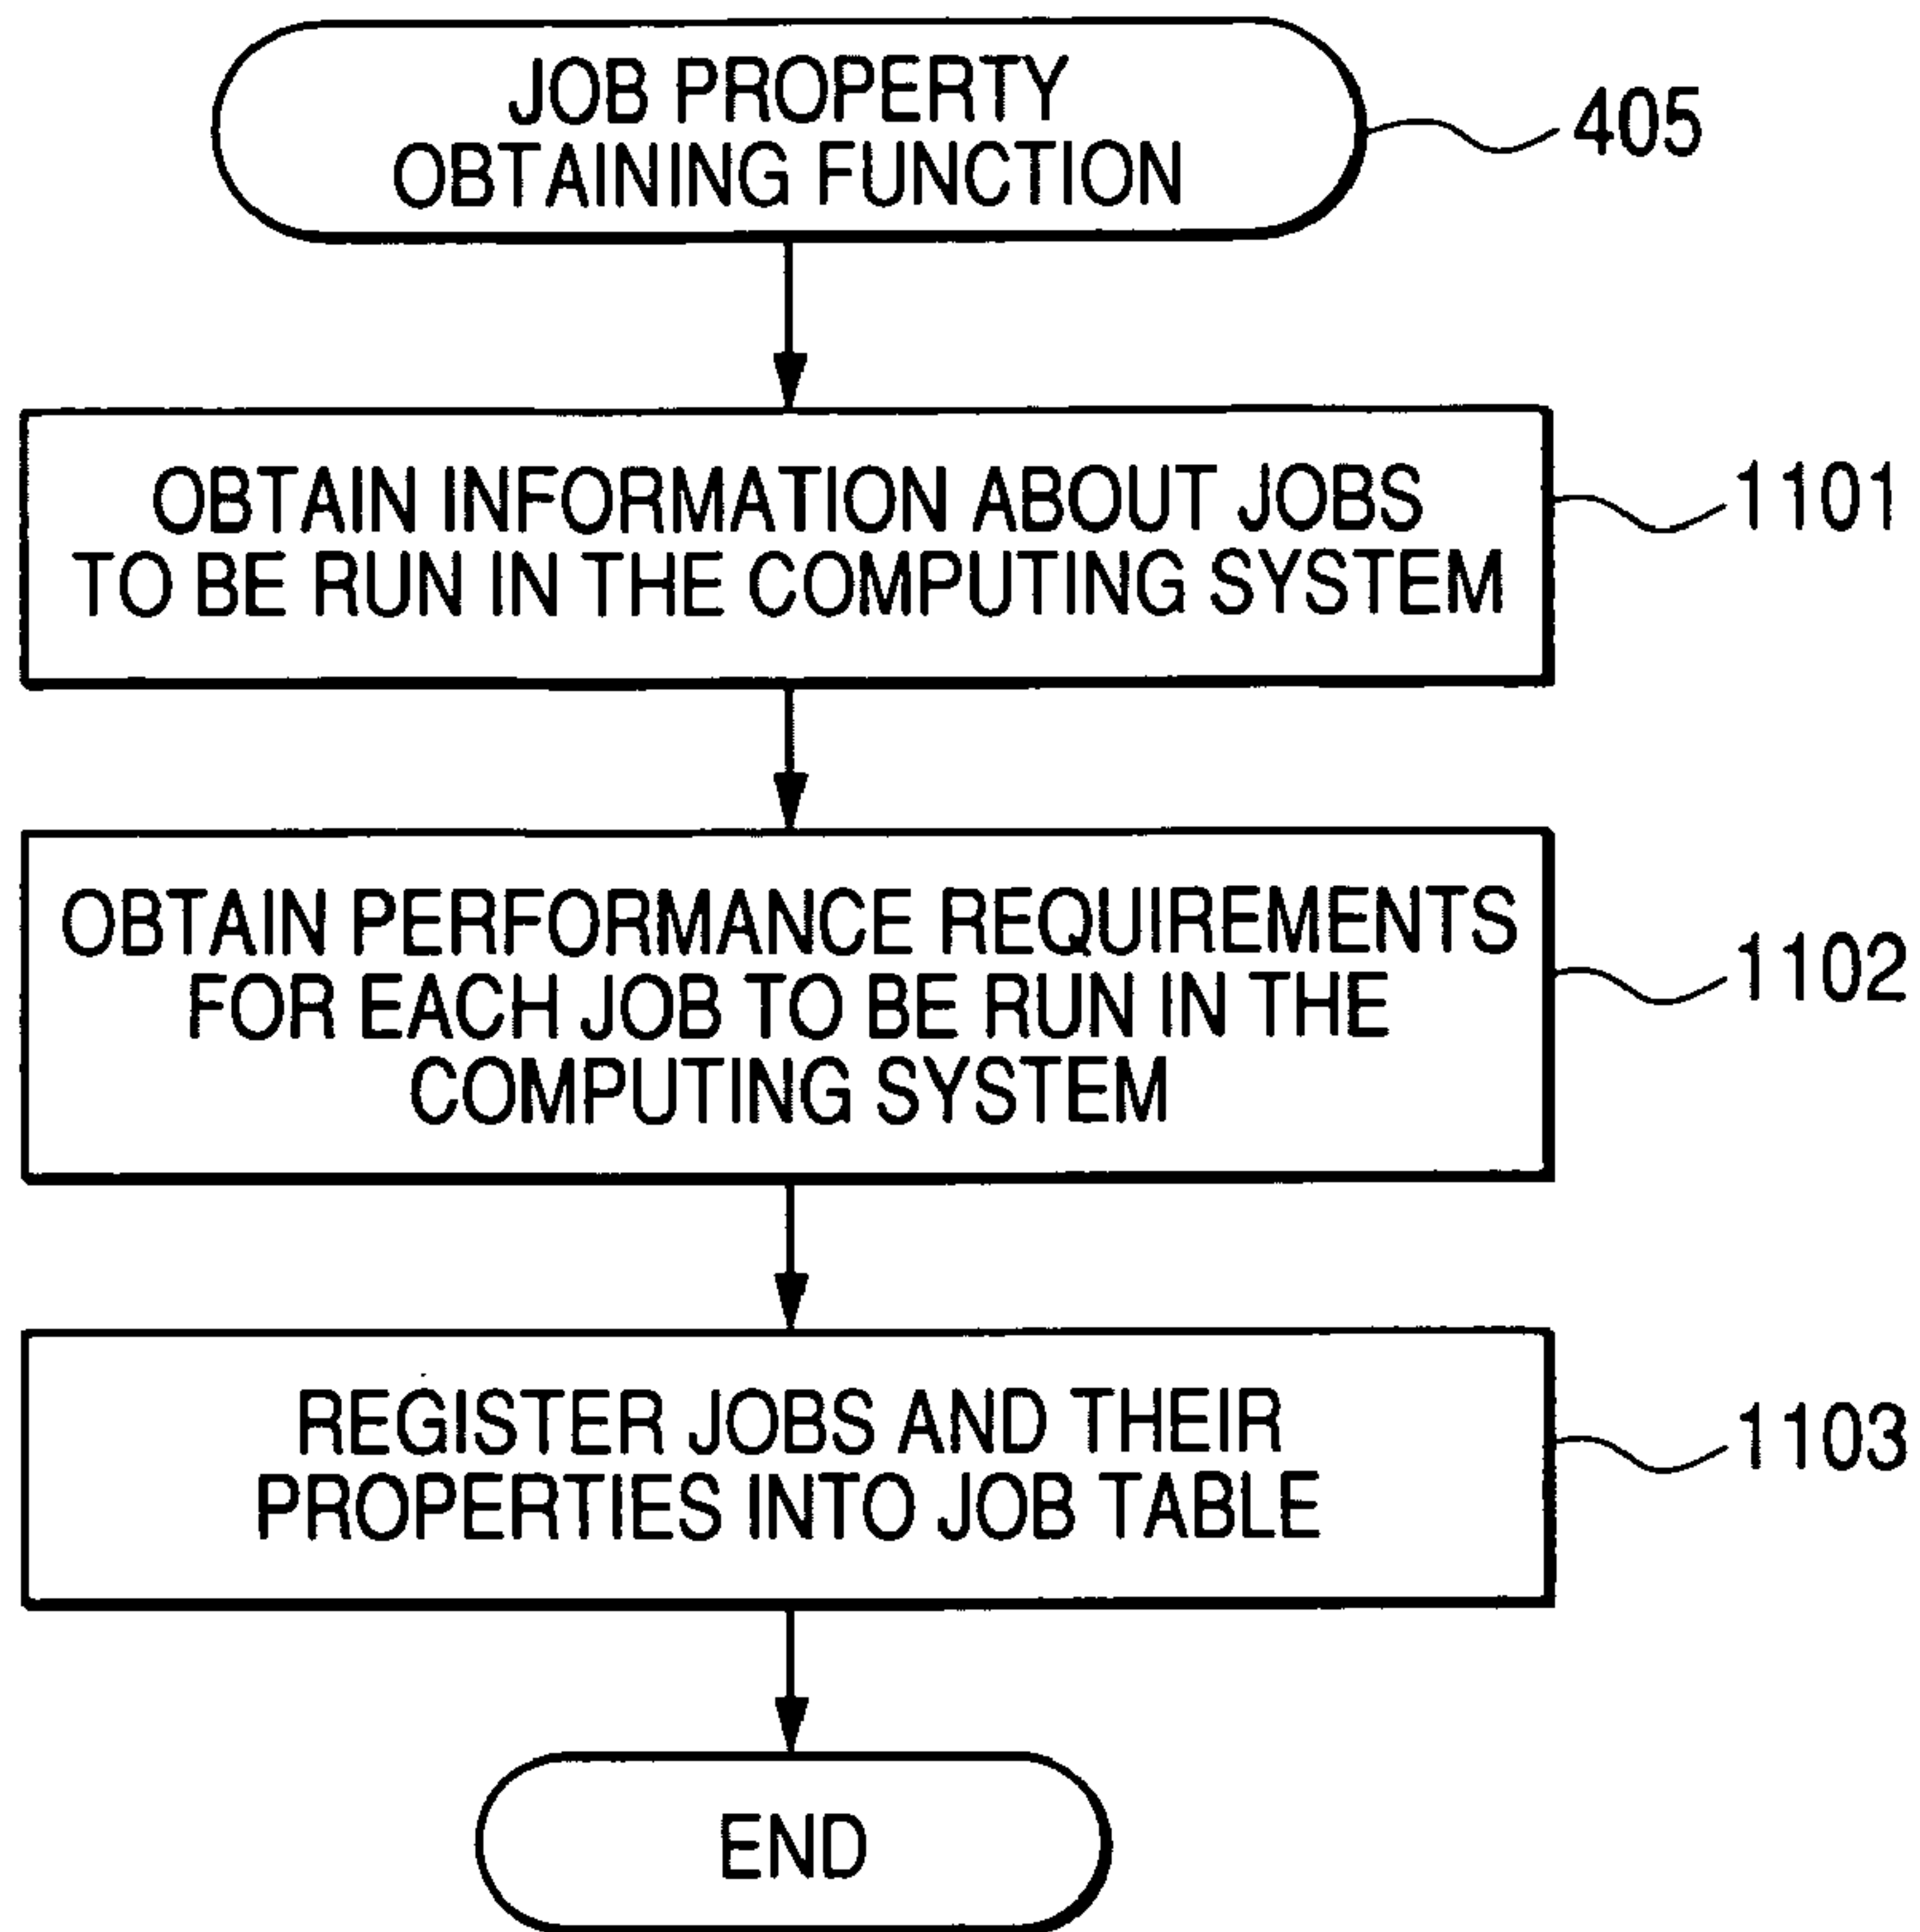 JOB PROPERTY
OBTAINING FUNCTION
405
OBTAIN INFORMATION ABOUT JOBS
TO BE RUN IN THE COMPUTING SYSTEM
1101
OBTAIN PERFORMANCE REQUIREMENTS
FOR EACH JOB TO BE RUN IN THE
COMPUTING SYSTEM
1102
REGISTER JOBS AND THEIR
PROPERTIES INTO JOB TABLE
1103
END